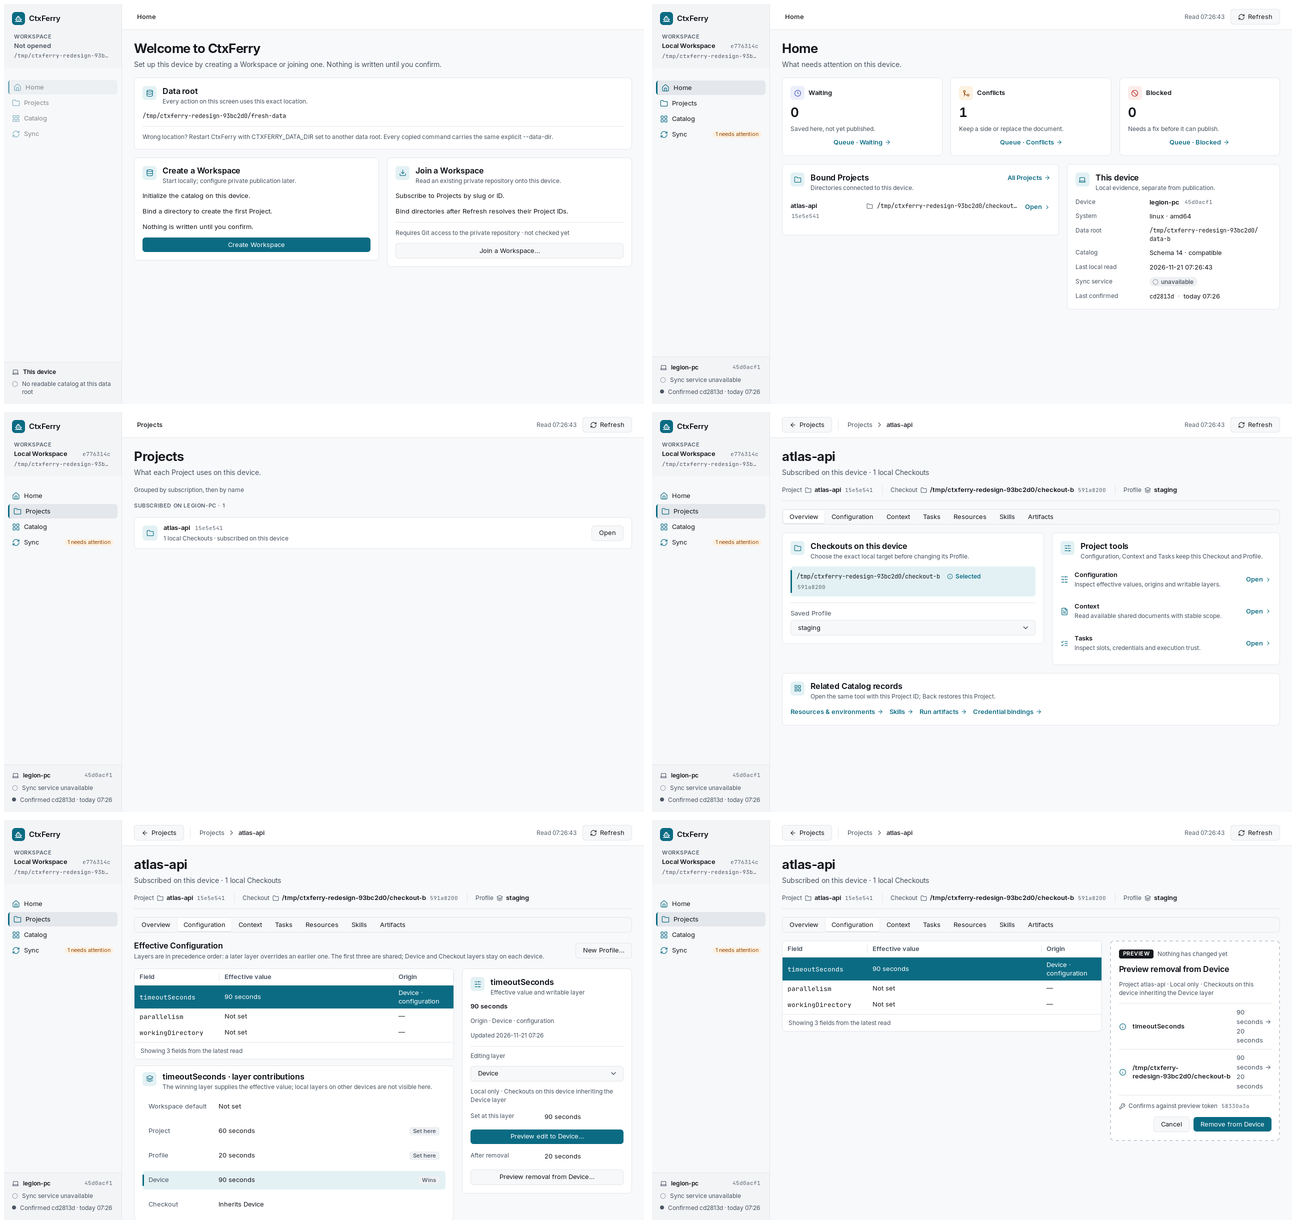 CtxFerry
WORKSPACE
Not opened
/tmp/ctxferry-redesign-93b…
Home
Projects
Catalog
Sync
This device
No readable catalog at this data
root
Home
Welcome to CtxFerry
Set up this device by creating a Workspace or joining one. Nothing is written until you confirm.
Data root
Every action on this screen uses this exact location.
/tmp/ctxferry-redesign-93bc2d0/fresh-data
Wrong location? Restart CtxFerry with CTXFERRY_DATA_DIR set to another data root. Every copied command carries the same explicit --data-dir.
Create a Workspace
Start locally; configure private publication later.
Initialize the catalog on this device.
Bind a directory to create the first Project.
Nothing is written until you confirm.
Create Workspace
Join a Workspace
Read an existing private repository onto this device.
Subscribe to Projects by slug or ID.
Bind directories after Refresh resolves their Project IDs.
Requires Git access to the private repository · not checked yet
Join a Workspace...
CtxFerry
WORKSPACE
Local Workspace e776314c
/tmp/ctxferry-redesign-93b…
Home
Projects
Catalog
Sync 1 needs attention
legion-pc 45d0acf1
Sync service unavailable
Confirmed cd2813d · today 07:26
Home Read 07:26:43 Refresh
Home
What needs attention on this device.
Waiting
0
Saved here, not yet published.
Queue · Waiting →
Conflicts
1
Keep a side or replace the document.
Queue · Conflicts →
Blocked
0
Needs a fix before it can publish.
Queue · Blocked →
Bound Projects All Projects →
Directories connected to this device.
atlas-api /tmp/ctxferry-redesign-93bc2d0/checkout… Open ›
15e5e541
This device
Local evidence, separate from publication.
Device legion-pc 45d0acf1
System linux · amd64
Data root /tmp/ctxferry-redesign-93bc2d0/
data-b
Catalog Schema 14 · compatible
Last local read 2026-11-21 07:26:43
Sync service unavailable
Last confirmed cd2813d · today 07:26
CtxFerry
WORKSPACE
Local Workspace e776314c
/tmp/ctxferry-redesign-93b…
Home
Projects
Catalog
Sync 1 needs attention
legion-pc 45d0acf1
Sync service unavailable
Confirmed cd2813d · today 07:26
Projects Read 07:26:43 Refresh
Projects
What each Project uses on this device.
Grouped by subscription, then by name
SUBSCRIBED ON LEGION-PC · 1
atlas-api 15e5e541
1 local Checkouts · subscribed on this device
Open
CtxFerry
WORKSPACE
Local Workspace e776314c
/tmp/ctxferry-redesign-93b…
Home
Projects
Catalog
Sync 1 needs attention
legion-pc 45d0acf1
Sync service unavailable
Confirmed cd2813d · today 07:26
← Projects Projects › atlas-api Read 07:26:43 Refresh
atlas-api
Subscribed on this device · 1 local Checkouts
Project atlas-api 15e5e541 Checkout /tmp/ctxferry-redesign-93bc2d0/checkout-b 591a8200 Profile staging
Overview Configuration Context Tasks Resources Skills Artifacts
Checkouts on this device
Choose the exact local target before changing its Profile.
/tmp/ctxferry-redesign-93bc2d0/checkout-b Selected
591a8200
Saved Profile
staging
Project tools
Configuration, Context and Tasks keep this Checkout and Profile.
Configuration
Inspect effective values, origins and writable layers.
Open ›
Context
Read available shared documents with stable scope.
Open ›
Tasks
Inspect slots, credentials and execution trust.
Open ›
Related Catalog records
Open the same tool with this Project ID; Back restores this Project.
Resources & environments → Skills → Run artifacts → Credential bindings →
CtxFerry
WORKSPACE
Local Workspace e776314c
/tmp/ctxferry-redesign-93b…
Home
Projects
Catalog
Sync 1 needs attention
legion-pc 45d0acf1
Sync service unavailable
Confirmed cd2813d · today 07:26
← Projects Projects › atlas-api Read 07:26:43 Refresh
atlas-api
Subscribed on this device · 1 local Checkouts
Project atlas-api 15e5e541 Checkout /tmp/ctxferry-redesign-93bc2d0/checkout-b 591a8200 Profile staging
Overview Configuration Context Tasks Resources Skills Artifacts
Effective Configuration
Layers are in precedence order: a later layer overrides an earlier one. The first three are shared; Device and Checkout layers stay on each device.
New Profile...
Field Effective value Origin
timeoutSeconds 90 seconds Device ·
configuration
parallelism Not set —
workingDirectory Not set —
Showing 3 fields from the latest read
timeoutSeconds · layer contributions
The winning layer supplies the effective value; local layers on other devices are not visible here.
Workspace default Not set
Project 60 seconds Set here
Profile 20 seconds Set here
Device 90 seconds Wins
Checkout Inherits Device
timeoutSeconds
Effective value and writable layer
90 seconds
Origin · Device · configuration
Updated 2026-11-21 07:26
Editing layer
Device
Local only · Checkouts on this device inheriting the
Device layer
Set at this layer 90 seconds
Preview edit to Device...
After removal 20 seconds
Preview removal from Device...
CtxFerry
WORKSPACE
Local Workspace e776314c
/tmp/ctxferry-redesign-93b…
Home
Projects
Catalog
Sync 1 needs attention
legion-pc 45d0acf1
Sync service unavailable
Confirmed cd2813d · today 07:26
← Projects Projects › atlas-api Read 07:26:43 Refresh
atlas-api
Subscribed on this device · 1 local Checkouts
Project atlas-api 15e5e541 Checkout /tmp/ctxferry-redesign-93bc2d0/checkout-b 591a8200 Profile staging
Overview Configuration Context Tasks Resources Skills Artifacts
Field Effective value Origin
timeoutSeconds 90 seconds Device ·
configuration
parallelism Not set —
workingDirectory Not set —
Showing 3 fields from the latest read
PREVIEW Nothing has changed yet
Preview removal from Device
Project atlas-api · Local only · Checkouts on this
device inheriting the Device layer
timeoutSeconds
90
seconds →
20
seconds
/tmp/ctxferry-
redesign-93bc2d0/checkout-b
90
seconds →
20
seconds
Confirms against preview token 58330a3a
Cancel Remove from Device